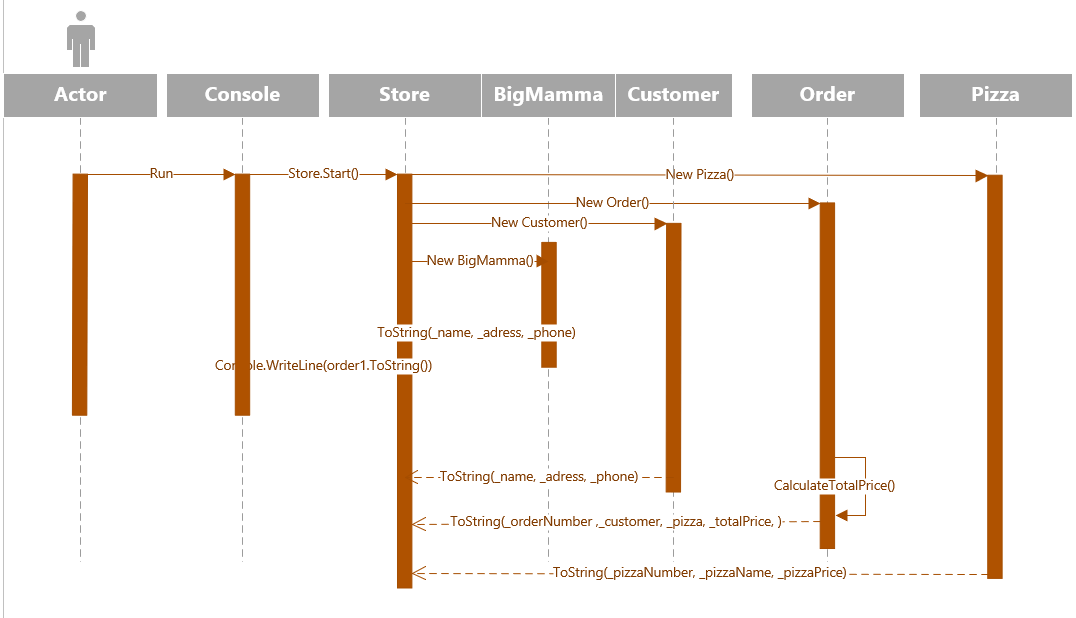 Actor
Console
Store
BigMamma
Customer
Order
Pizza
Run
Store.Start()
New Pizza()
New Order()
New Customer()
New BigMamma()
ToString(_name, _adress, _phone)
Console.WriteLine(order1.ToString())
ToString(_name, _adress, _phone)
CalculateTotalPrice()
ToString(_orderNumber ,_customer, _pizza, _totalPrice, )
ToString(_pizzaNumber, _pizzaName, _pizzaPrice)